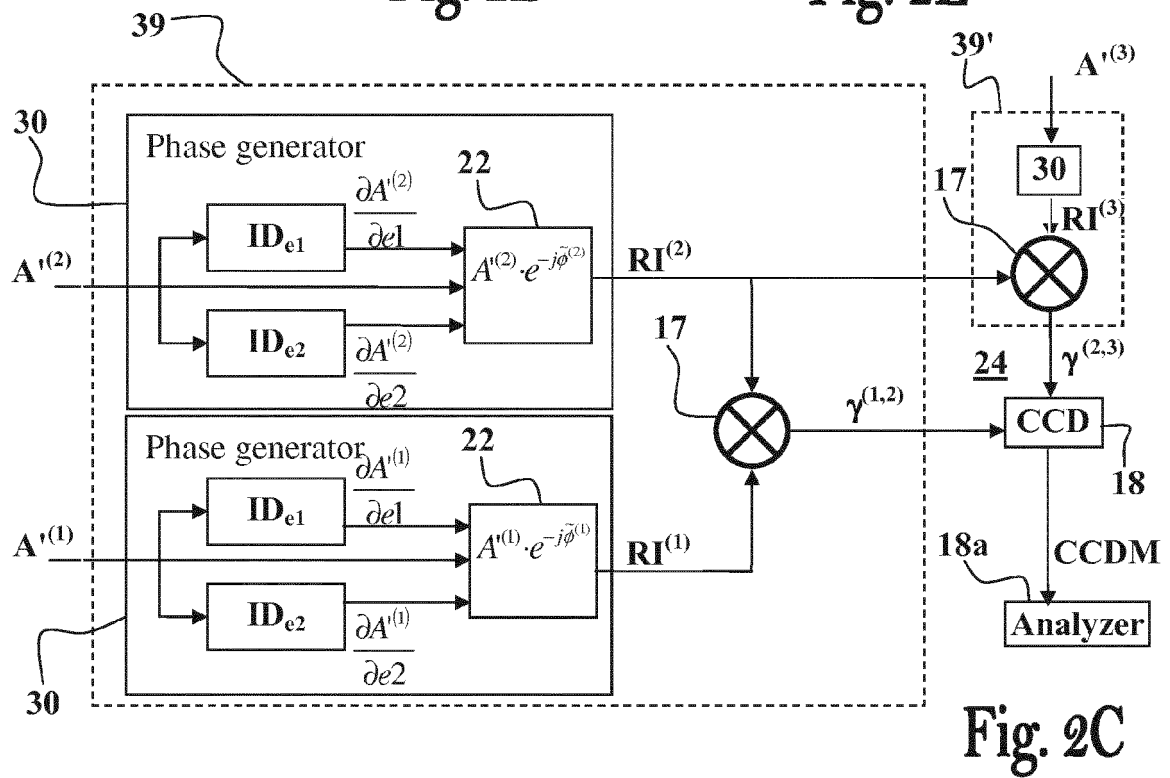 39
39'
A'⁽³⁾
30
Phase generator
22
17
30
∂A'⁽²⁾
∂e1
ID_e1
RI⁽³⁾
A'⁽²⁾
A'⁽²⁾·e^(-jφ̃⁽²⁾)
RI⁽²⁾
ID_e2
∂A'⁽²⁾
∂e2
17
24
γ⁽²,³⁾
γ⁽¹,²⁾
CCD
18
Phase generator
22
∂A'⁽¹⁾
∂e1
ID_e1
A'⁽¹⁾
A'⁽¹⁾·e^(-jφ̃⁽¹⁾)
RI⁽¹⁾
18a
CCDM
ID_e2
∂A'⁽¹⁾
∂e2
Analyzer
30
Fig. 2C